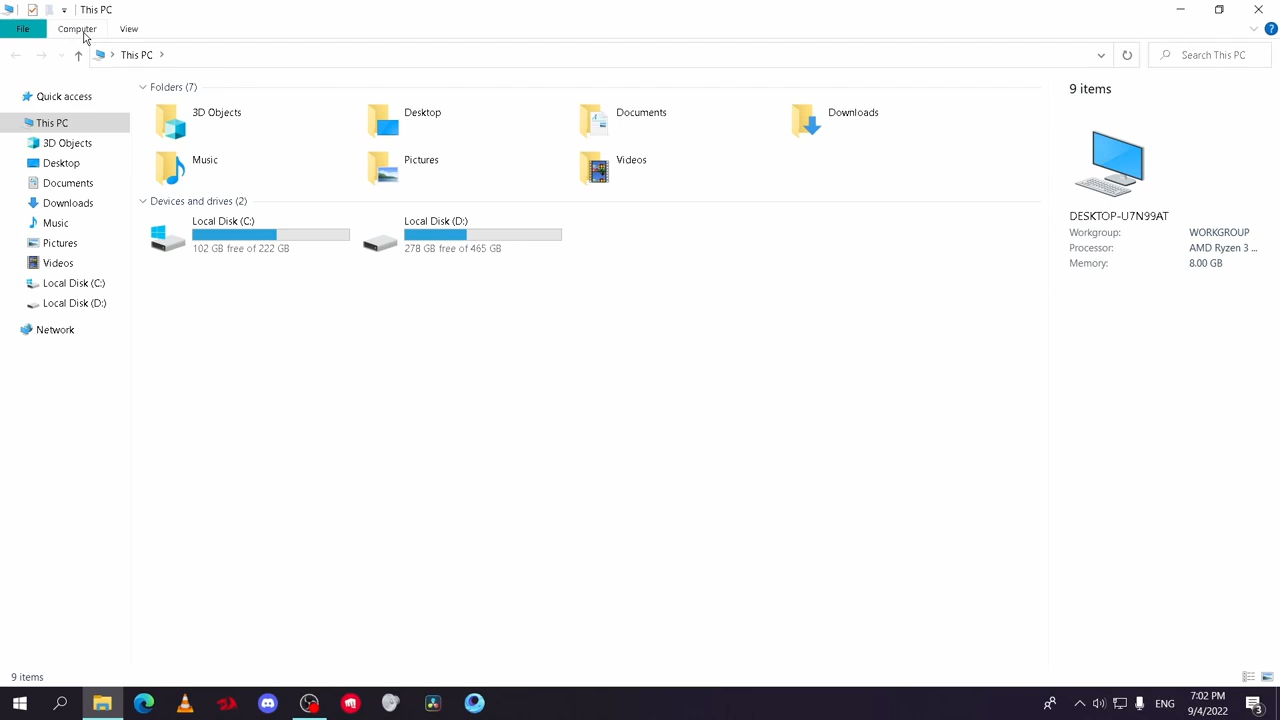 This PC
File
Computer
View
This PC
Search This PC
Quick access
This PC
3D Objects
Desktop
Documents
Downloads
Music
Pictures
Videos
Local Disk (C:)
Local Disk (D:)
Network
Folders (7)
3D Objects
Desktop
Documents
Downloads
Music
Pictures
Videos
Devices and drives (2)
Local Disk (C:)
102 GB free of 222 GB
Local Disk (D:)
278 GB free of 465 GB
9 items
DESKTOP-U7N99AT
Workgroup: WORKGROUP
Processor: AMD Ryzen 3 ...
Memory: 8.00 GB
9 items
ENG
7:02 PM
9/4/2022
3